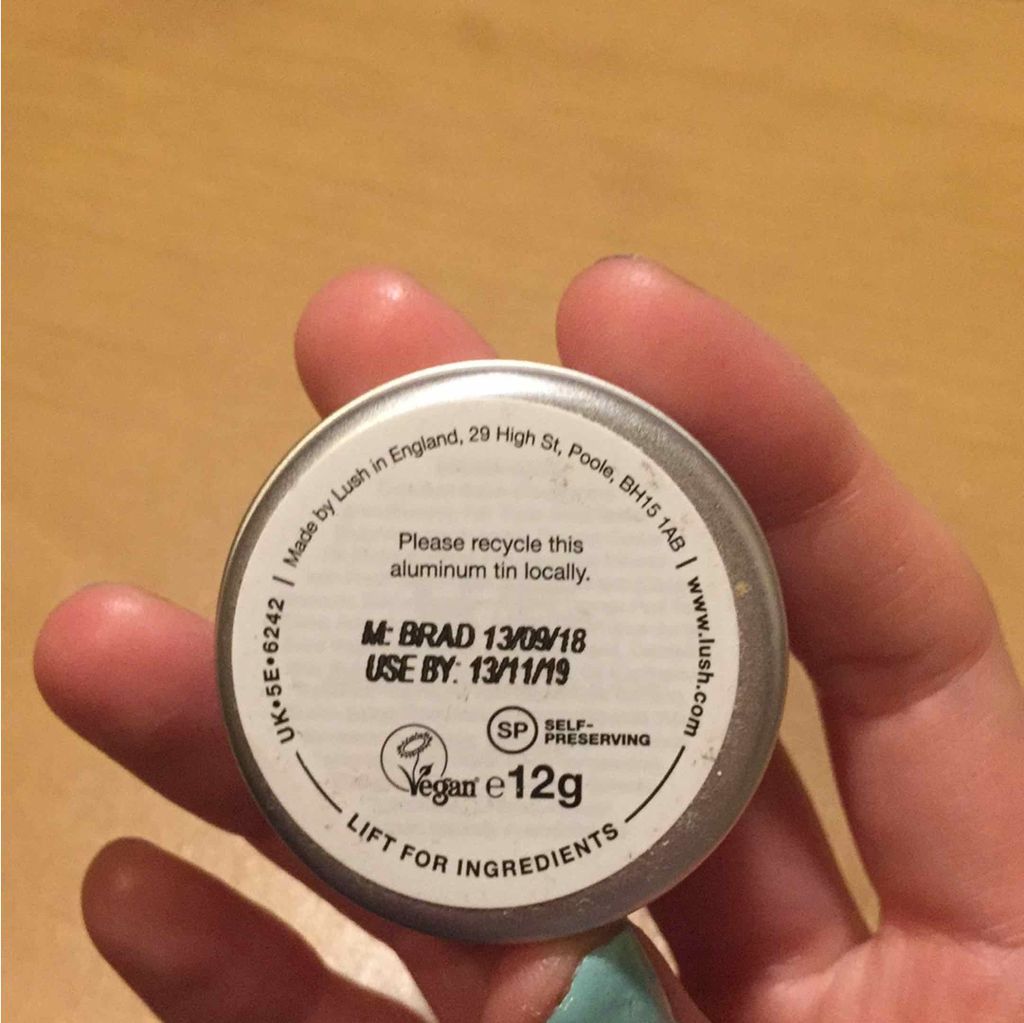 UK•5E•6242 | Made by Lush in England, 29 High St, Poole, BH15 1AB | www.lush.com
Please recycle this
aluminum tin locally.
M: BRAD 13/09/18
USE BY: 13/11/19
SP SELF-
PRESERVING
Vegan e12g
LIFT FOR INGREDIENTS